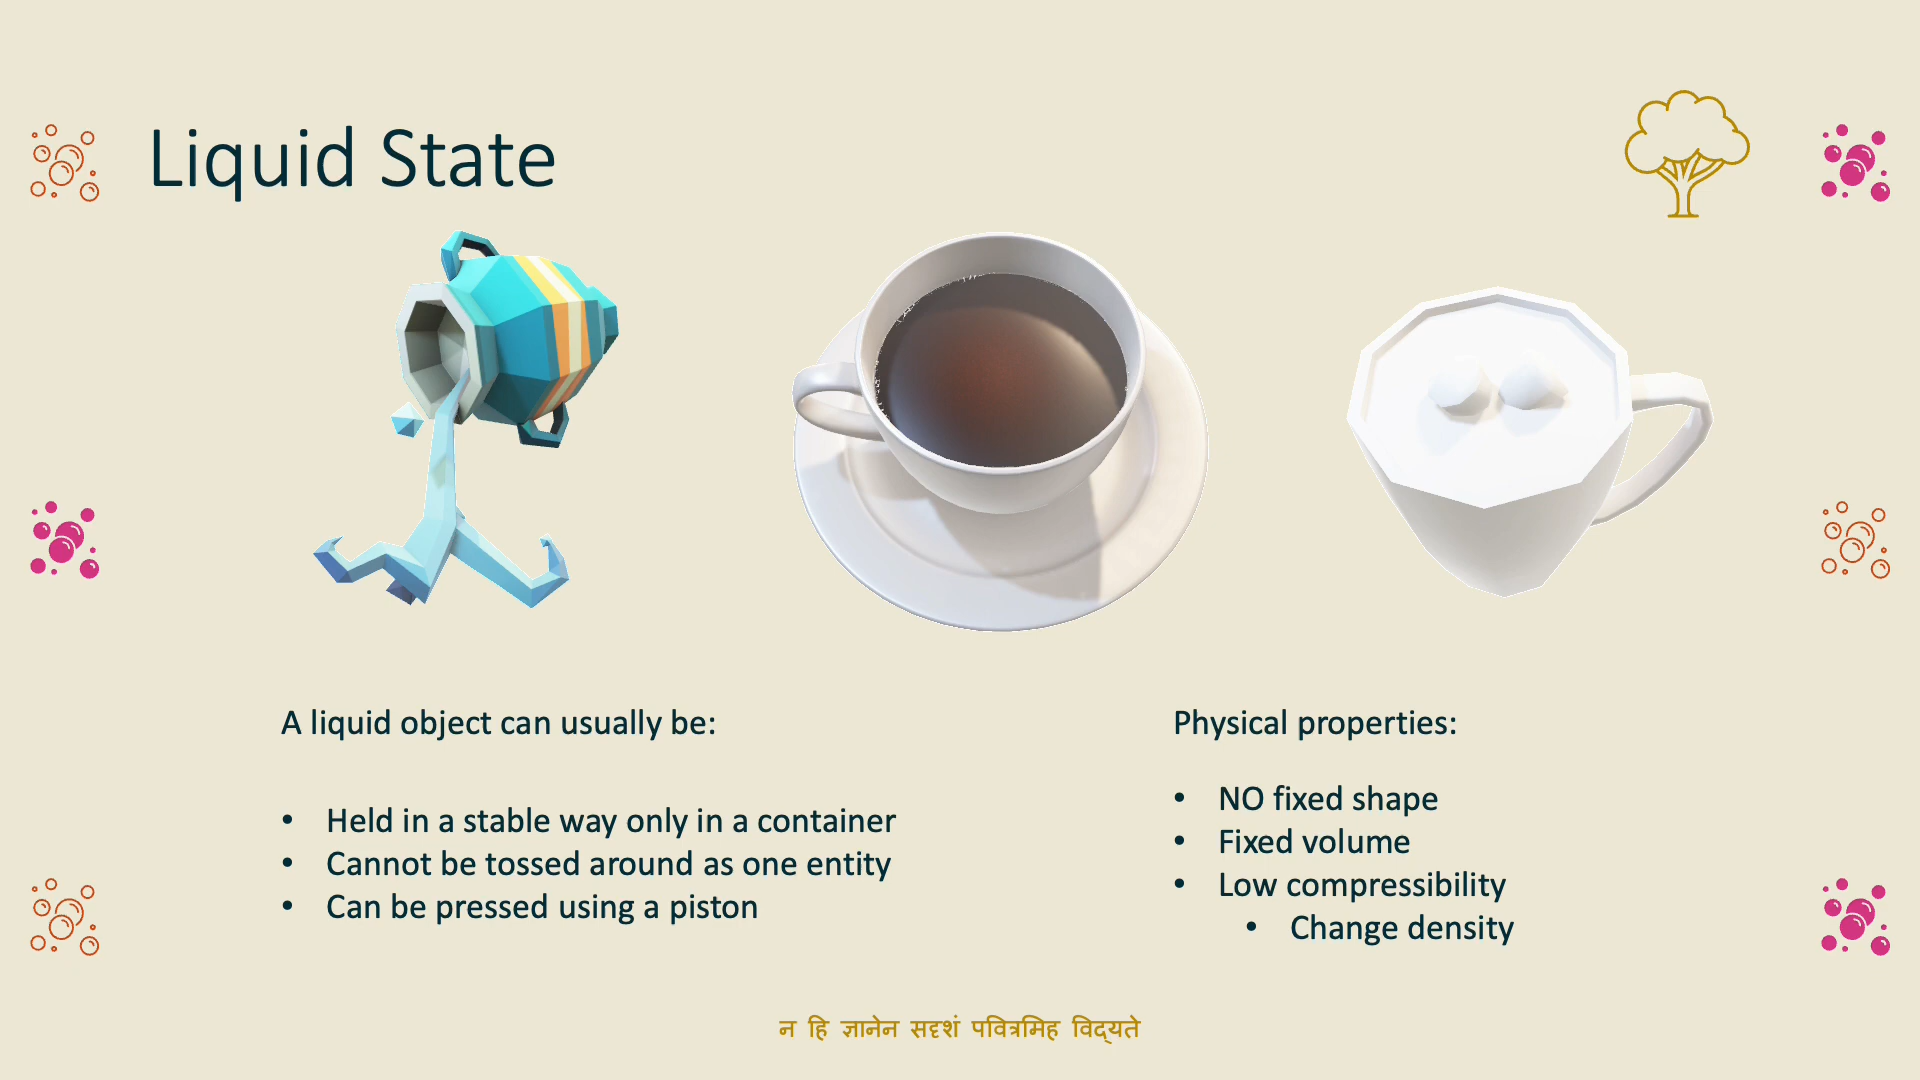 Liquid State
A liquid object can usually be:
• Held in a stable way only in a container
• Cannot be tossed around as one entity
• Can be pressed using a piston
Physical properties:
• NO fixed shape
• Fixed volume
• Low compressibility
• Change density
न हि ज्ञानेन सदृशं पवित्रमिह विद्यते